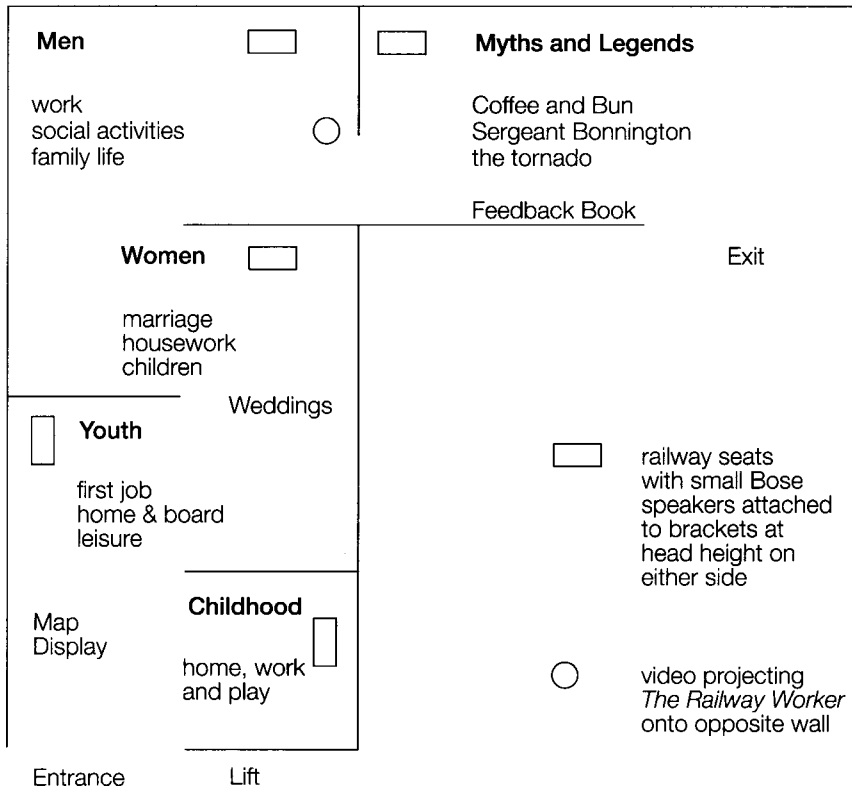 Men
work
social activities
family life
Myths and Legends
Coffee and Bun
Sergeant Bonnington
the tornado
Feedback Book
Women
marriage
housework
children
Weddings
Exit
Youth
first job
home & board
leisure
railway seats
with small Bose
speakers attached
to brackets at
head height on
either side
Childhood
home, work
and play
Map
Display
video projecting
The Railway Worker
onto opposite wall
Entrance
Lift